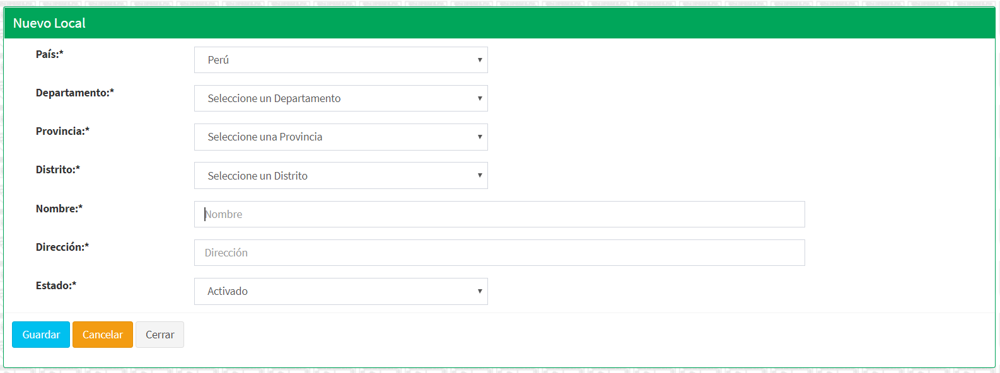 Nuevo Local
País:*
Perú
Departamento:*
Seleccione un Departamento
Provincia:*
Seleccione una Provincia
Distrito:*
Seleccione un Distrito
Nombre:*
Nombre
Dirección:*
Dirección
Estado:*
Activado
Guardar Cancelar Cerrar